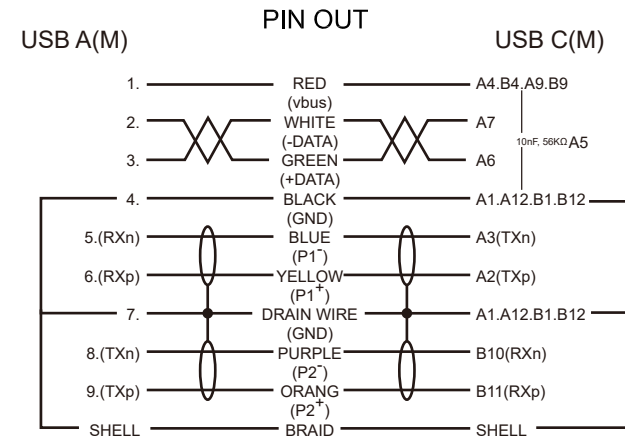 PIN OUT
USB A(M) USB C(M)
1. RED A4.B4.A9.B9
(vbus)
2. WHITE A7
(-DATA) 10nF, 56KΩ A5
3. GREEN A6
(+DATA)
4. BLACK A1.A12.B1.B12
(GND)
5.(RXn) BLUE A3(TXn)
(P1-)
6.(RXp) YELLOW A2(TXp)
(P1+)
7. DRAIN WIRE A1.A12.B1.B12
(GND)
8.(TXn) PURPLE B10(RXn)
(P2-)
9.(TXp) ORANG B11(RXp)
(P2+)
SHELL BRAID SHELL